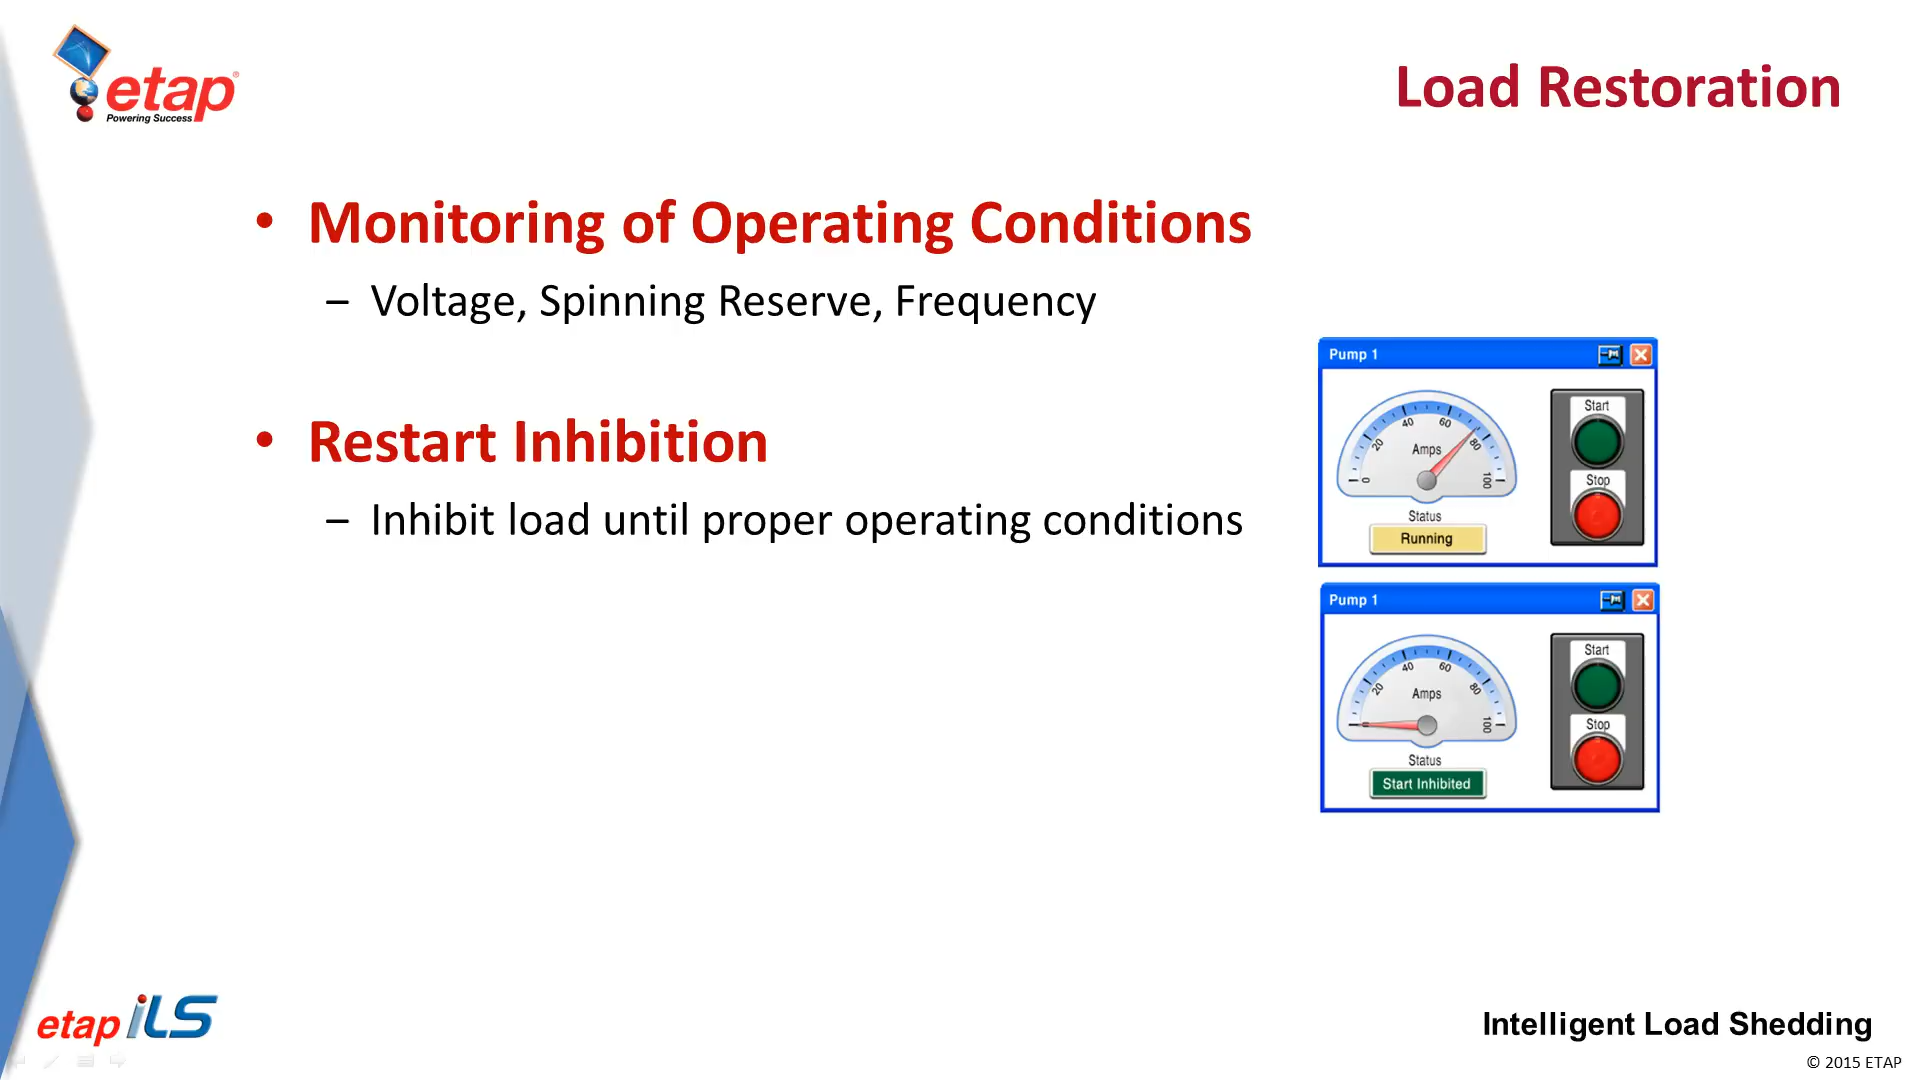 etap®
Powering Success
Load Restoration
• Monitoring of Operating Conditions
– Voltage, Spinning Reserve, Frequency
• Restart Inhibition
– Inhibit load until proper operating conditions
Pump 1
0 20 40 60 80 100
Amps
Status
Running
Start
Stop
Pump 1
0 20 40 60 80 100
Amps
Status
Start Inhibited
Start
Stop
etap iLS
Intelligent Load Shedding
© 2015 ETAP